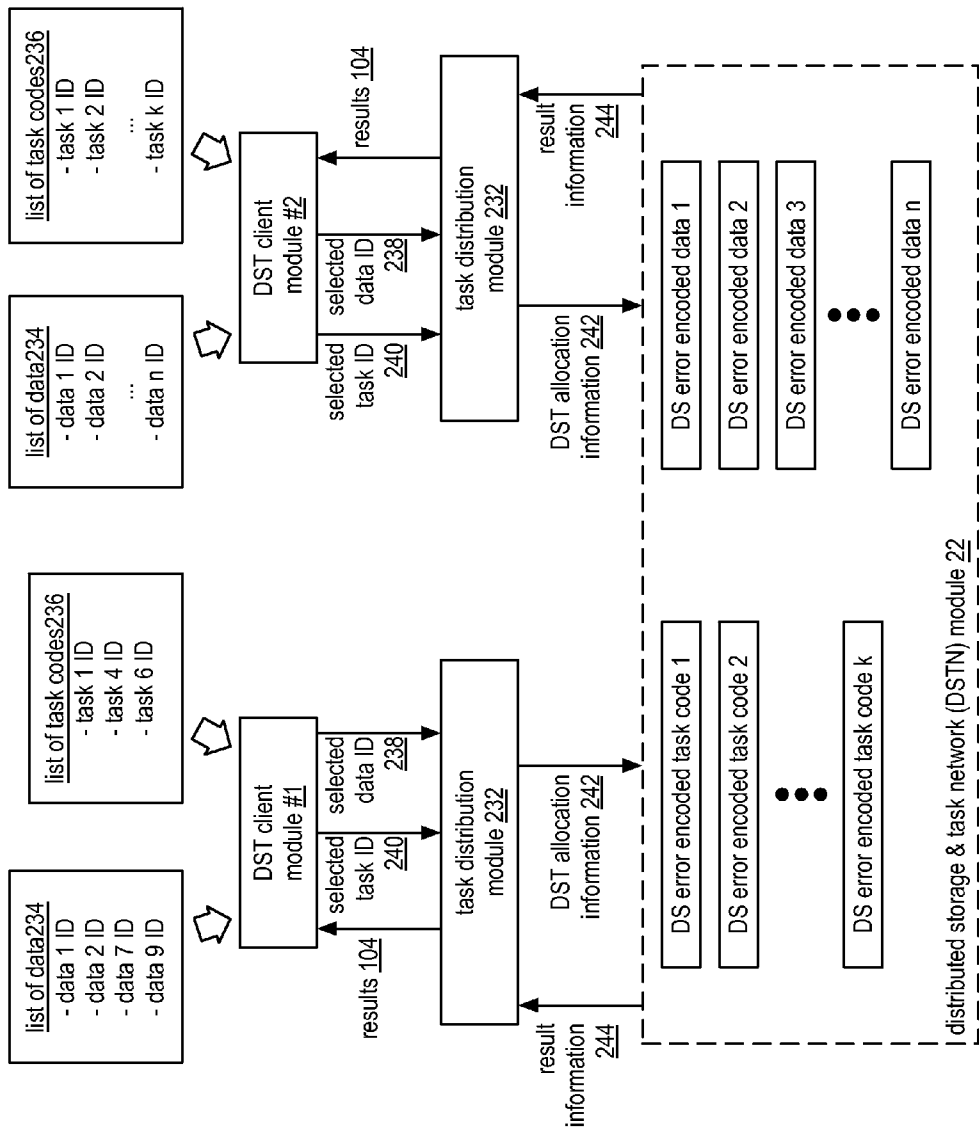 list of data234
- data 1 ID
- data 2 ID
- data 7 ID
- data 9 ID
list of task codes236
- task 1 ID
- task 4 ID
- task 6 ID
DST client
module #1
results 104
selected
task ID
240
selected
data ID
238
task distribution
module 232
result
information
244
DST allocation
information 242
list of data234
- data 1 ID
- data 2 ID
...
- data n ID
list of task codes236
- task 1 ID
- task 2 ID
...
- task k ID
DST client
module #2
selected
task ID
240
selected
data ID
238
results 104
task distribution
module 232
DST allocation
information 242
result
information
244
DS error encoded task code 1
DS error encoded task code 2
DS error encoded task code k
DS error encoded data 1
DS error encoded data 2
DS error encoded data 3
DS error encoded data n
distributed storage & task network (DSTN) module 22